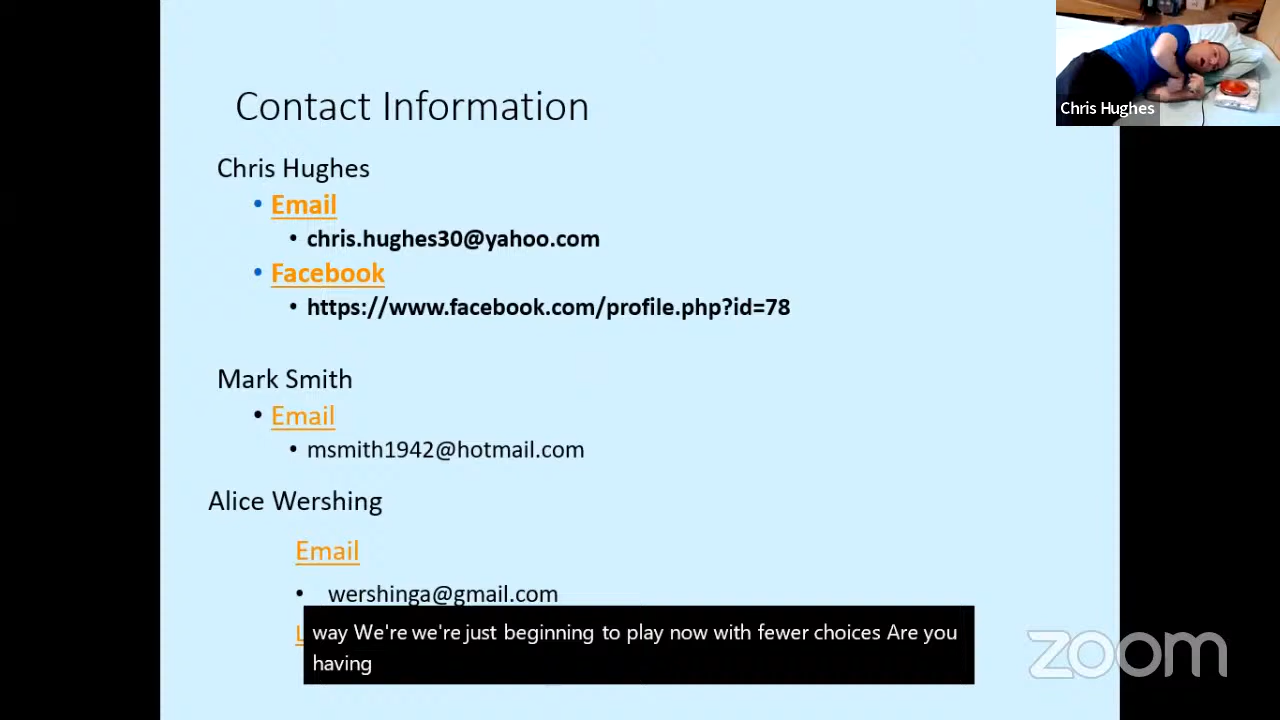 Contact Information
Chris Hughes
Chris Hughes
• Email
• chris.hughes30@yahoo.com
• Facebook
• https://www.facebook.com/profile.php?id=78
Mark Smith
• Email
• msmith1942@hotmail.com
Alice Wershing
Email
• wershinga@gmail.com
way We're we're just beginning to play now with fewer choices Are you
having
zoom